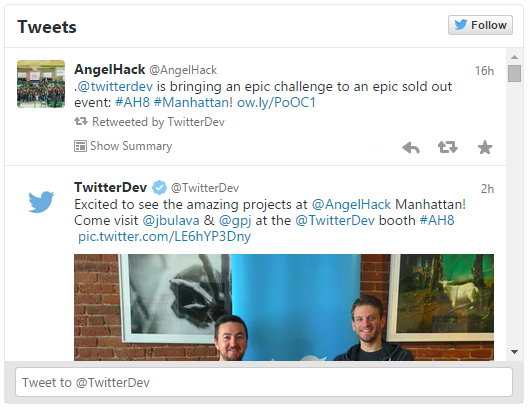 Tweets
Follow
AngelHack @AngelHack 16h
.@twitterdev is bringing an epic challenge to an epic sold out
event: #AH8 #Manhattan! ow.ly/PoOC1
Retweeted by TwitterDev
Show Summary
TwitterDev @TwitterDev 2h
Excited to see the amazing projects at @AngelHack Manhattan!
Come visit @jbulava & @gpj at the @TwitterDev booth #AH8
pic.twitter.com/LE6hYP3Dny
Tweet to @TwitterDev